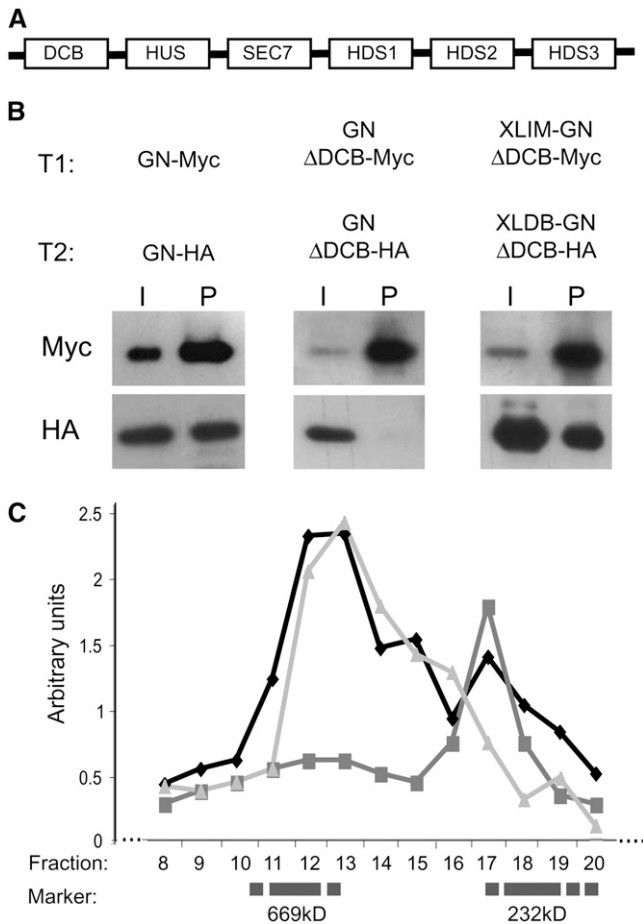 A
DCB HUS SEC7 HDS1 HDS2 HDS3
B
T1: GN-Myc GN ΔDCB-Myc XLIM-GN ΔDCB-Myc
T2: GN-HA GN ΔDCB-HA XLDB-GN ΔDCB-HA
I P I P I P
Myc
HA
C
Arbitrary units
2.5
2
1.5
1
0.5
0
Fraction: 8 9 10 11 12 13 14 15 16 17 18 19 20
Marker:
669kD 232kD